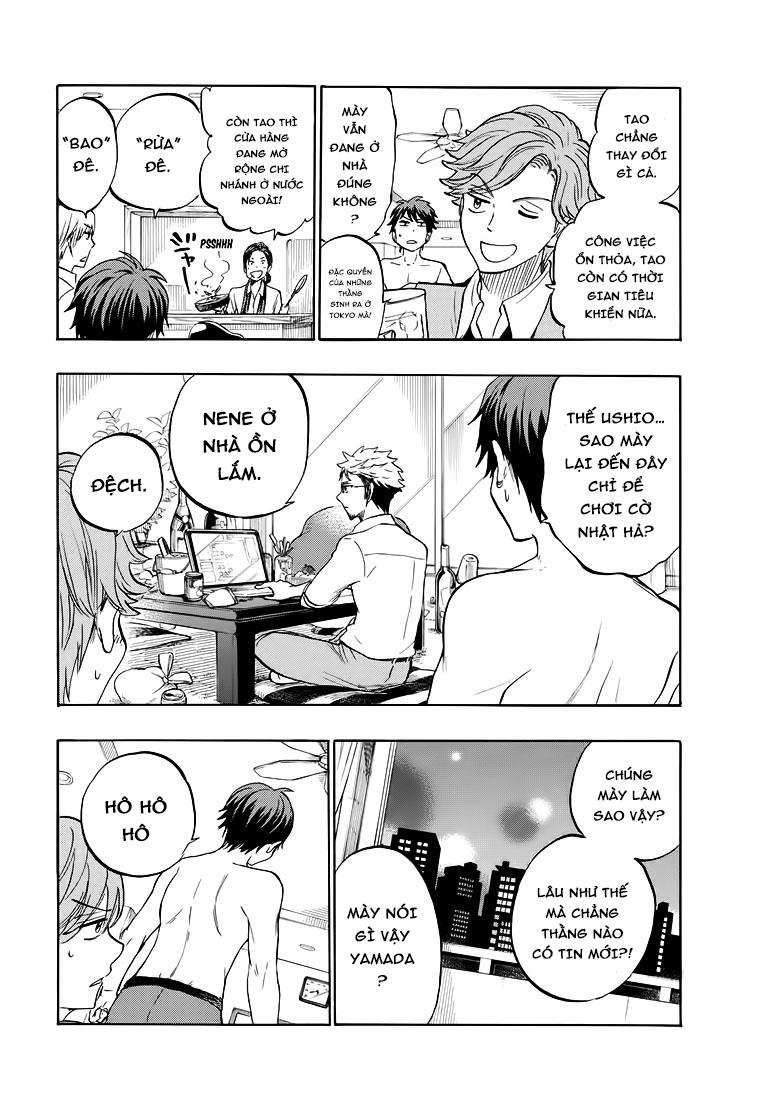 TAO
CHẲNG
THAY ĐỔI
GÌ CẢ.
CÔNG VIỆC
ỔN THỎA, TAO
CÒN CÓ THỜI
GIAN TIÊU
KHIỂN NỮA.
MÀY
VẪN
ĐANG Ở
NHÀ
ĐÚNG
KHÔNG
?
ĐẶC QUYỀN
CỦA NHỮNG
THẰNG
SINH RA Ở
TOKYO MÀ!
CÒN TAO THÌ
CỬA HÀNG
ĐANG MỞ
RỘNG CHI
NHÁNH Ở NƯỚC
NGOÀI!
"RỬA"
ĐÊ.
"BAO"
ĐÊ.
PSSHHH
ジャー
THẾ USHIO...
SAO MÀY
LẠI ĐẾN ĐÂY
CHỈ ĐỂ
CHƠI CỜ
NHẬT HẢ?
NENE Ở
NHÀ ỒN
LẮM.
ĐỆCH.
CHÚNG
MÀY LÀM
SAO VẬY?
LÂU NHƯ THẾ
MÀ CHẲNG
THẰNG NÀO
CÓ TIN MỚI?!
MÀY NÓI
GÌ VẬY
YAMADA
?
HÔ HÔ
HÔ